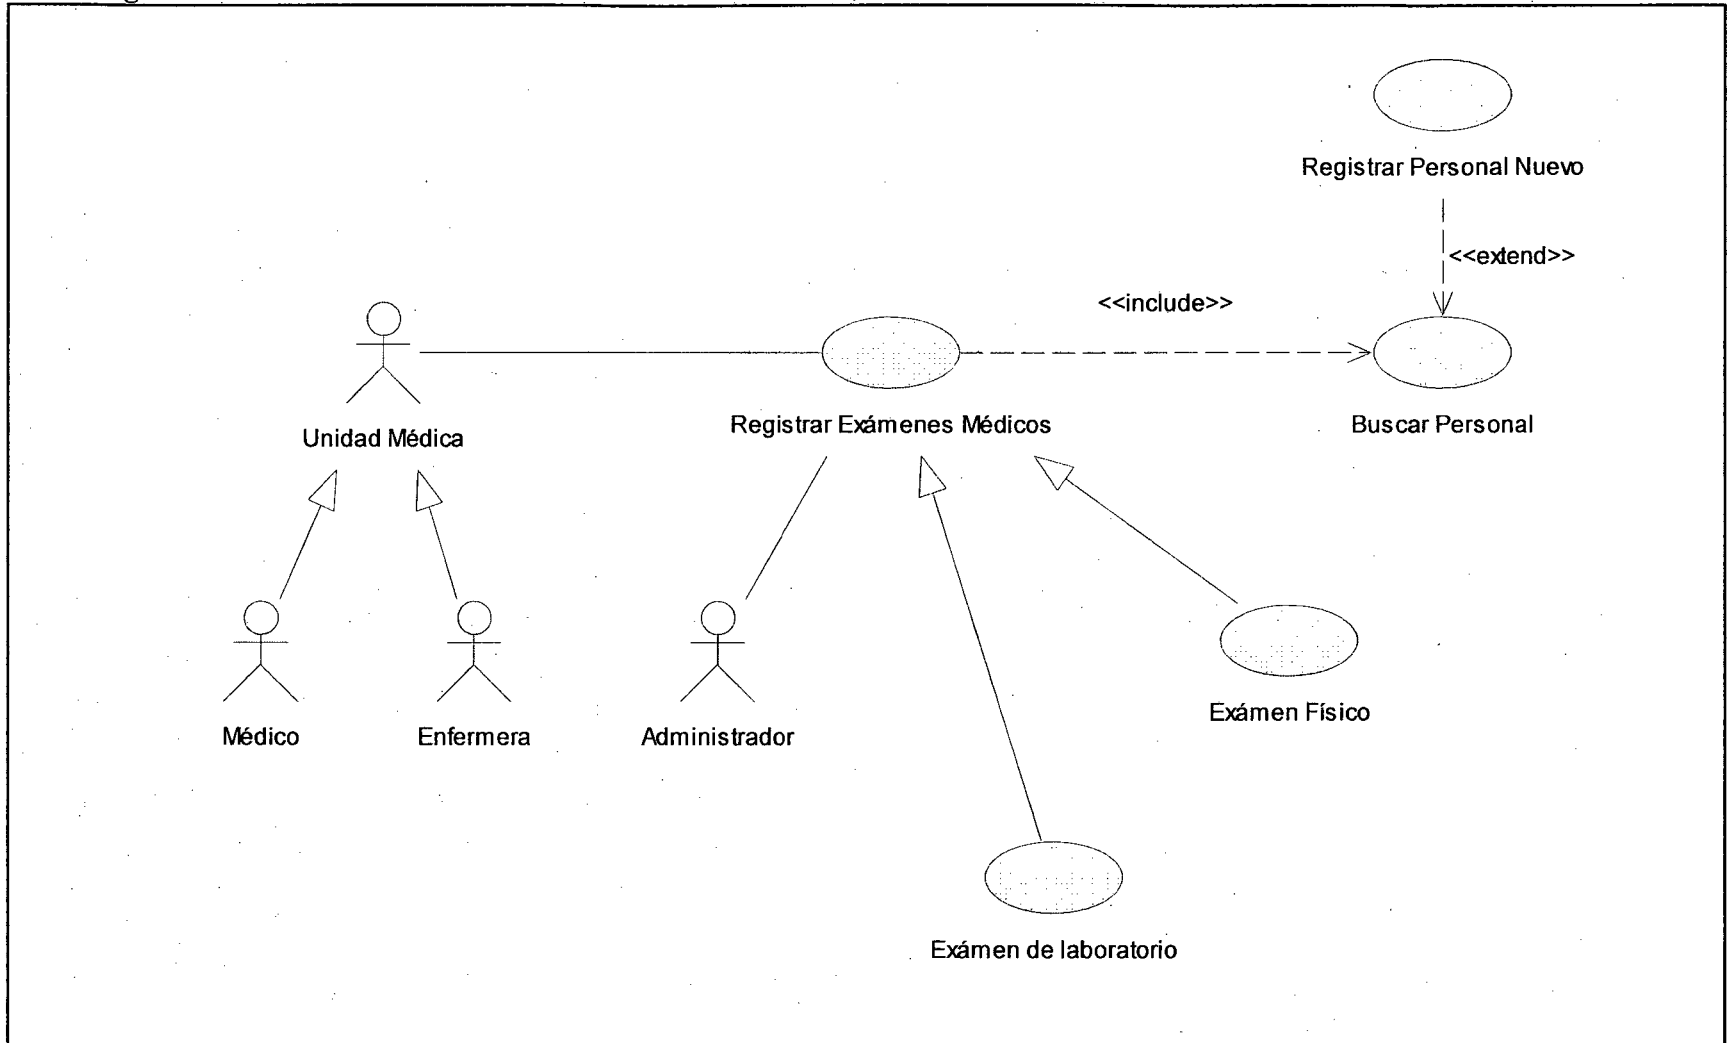 Registrar Personal Nuevo
<<extend>>
<<include>>
Unidad Médica
Registrar Exámenes Médicos
Buscar Personal
Médico
Enfermera
Administrador
Exámen Físico
Exámen de laboratorio